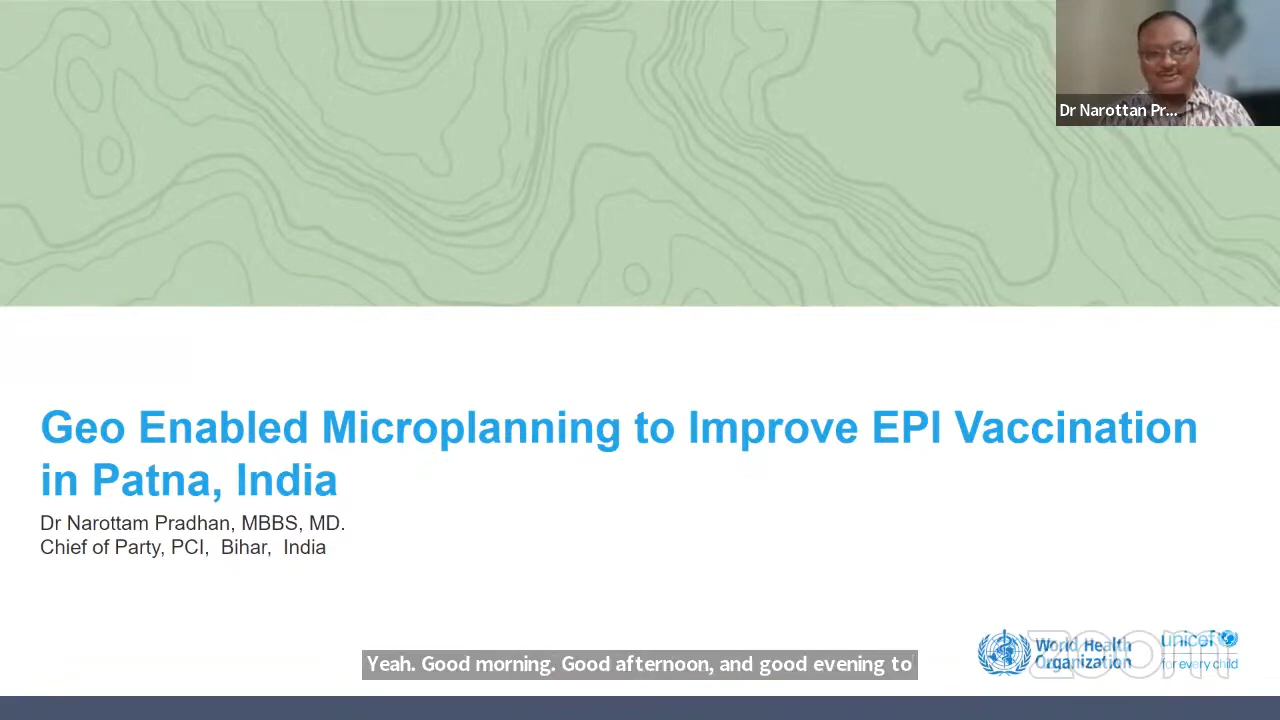 Dr Narottan Pr...
Geo Enabled Microplanning to Improve EPI Vaccination
in Patna, India
Dr Narottam Pradhan, MBBS, MD.
Chief of Party, PCI, Bihar, India
World Health
Organization
unicef
for every child
zoom
Yeah. Good morning. Good afternoon, and good evening to